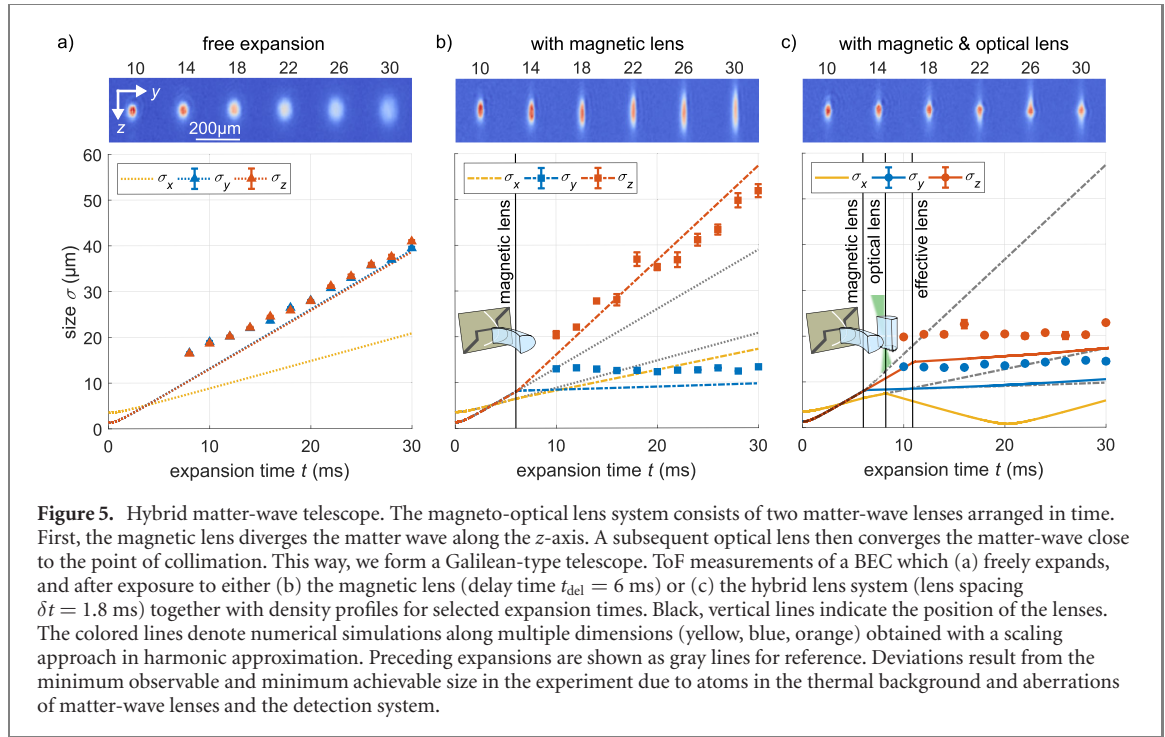 a) free expansion
10 14 18 22 26 30
y
z
200µm
60
50
40
30
20
10
0
size σ (µm)
σx σy σz
0 10 20 30
expansion time t (ms)
b) with magnetic lens
10 14 18 22 26 30
σx σy σz
magnetic lens
0 10 20 30
expansion time t (ms)
c) with magnetic & optical lens
10 14 18 22 26 30
σx σy σz
magnetic lens
optical lens
effective lens
0 10 20 30
expansion time t (ms)
Figure 5. Hybrid matter-wave telescope. The magneto-optical lens system consists of two matter-wave lenses arranged in time.
First, the magnetic lens diverges the matter wave along the z-axis. A subsequent optical lens then converges the matter-wave close
to the point of collimation. This way, we form a Galilean-type telescope. ToF measurements of a BEC which (a) freely expands,
and after exposure to either (b) the magnetic lens (delay time tdel = 6 ms) or (c) the hybrid lens system (lens spacing
δt = 1.8 ms) together with density profiles for selected expansion times. Black, vertical lines indicate the position of the lenses.
The colored lines denote numerical simulations along multiple dimensions (yellow, blue, orange) obtained with a scaling
approach in harmonic approximation. Preceding expansions are shown as gray lines for reference. Deviations result from the
minimum observable and minimum achievable size in the experiment due to atoms in the thermal background and aberrations
of matter-wave lenses and the detection system.